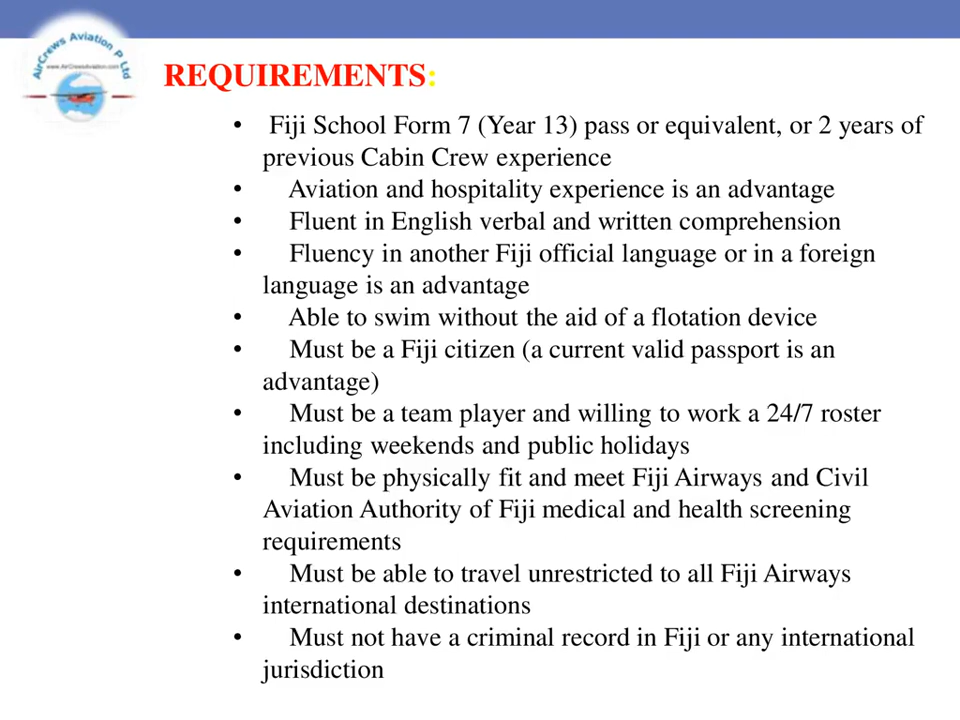 AirCrews Aviation P Ltd
www.AirCrewsAviation.com
REQUIREMENTS:
• Fiji School Form 7 (Year 13) pass or equivalent, or 2 years of
previous Cabin Crew experience
• Aviation and hospitality experience is an advantage
• Fluent in English verbal and written comprehension
• Fluency in another Fiji official language or in a foreign
language is an advantage
• Able to swim without the aid of a flotation device
• Must be a Fiji citizen (a current valid passport is an
advantage)
• Must be a team player and willing to work a 24/7 roster
including weekends and public holidays
• Must be physically fit and meet Fiji Airways and Civil
Aviation Authority of Fiji medical and health screening
requirements
• Must be able to travel unrestricted to all Fiji Airways
international destinations
• Must not have a criminal record in Fiji or any international
jurisdiction